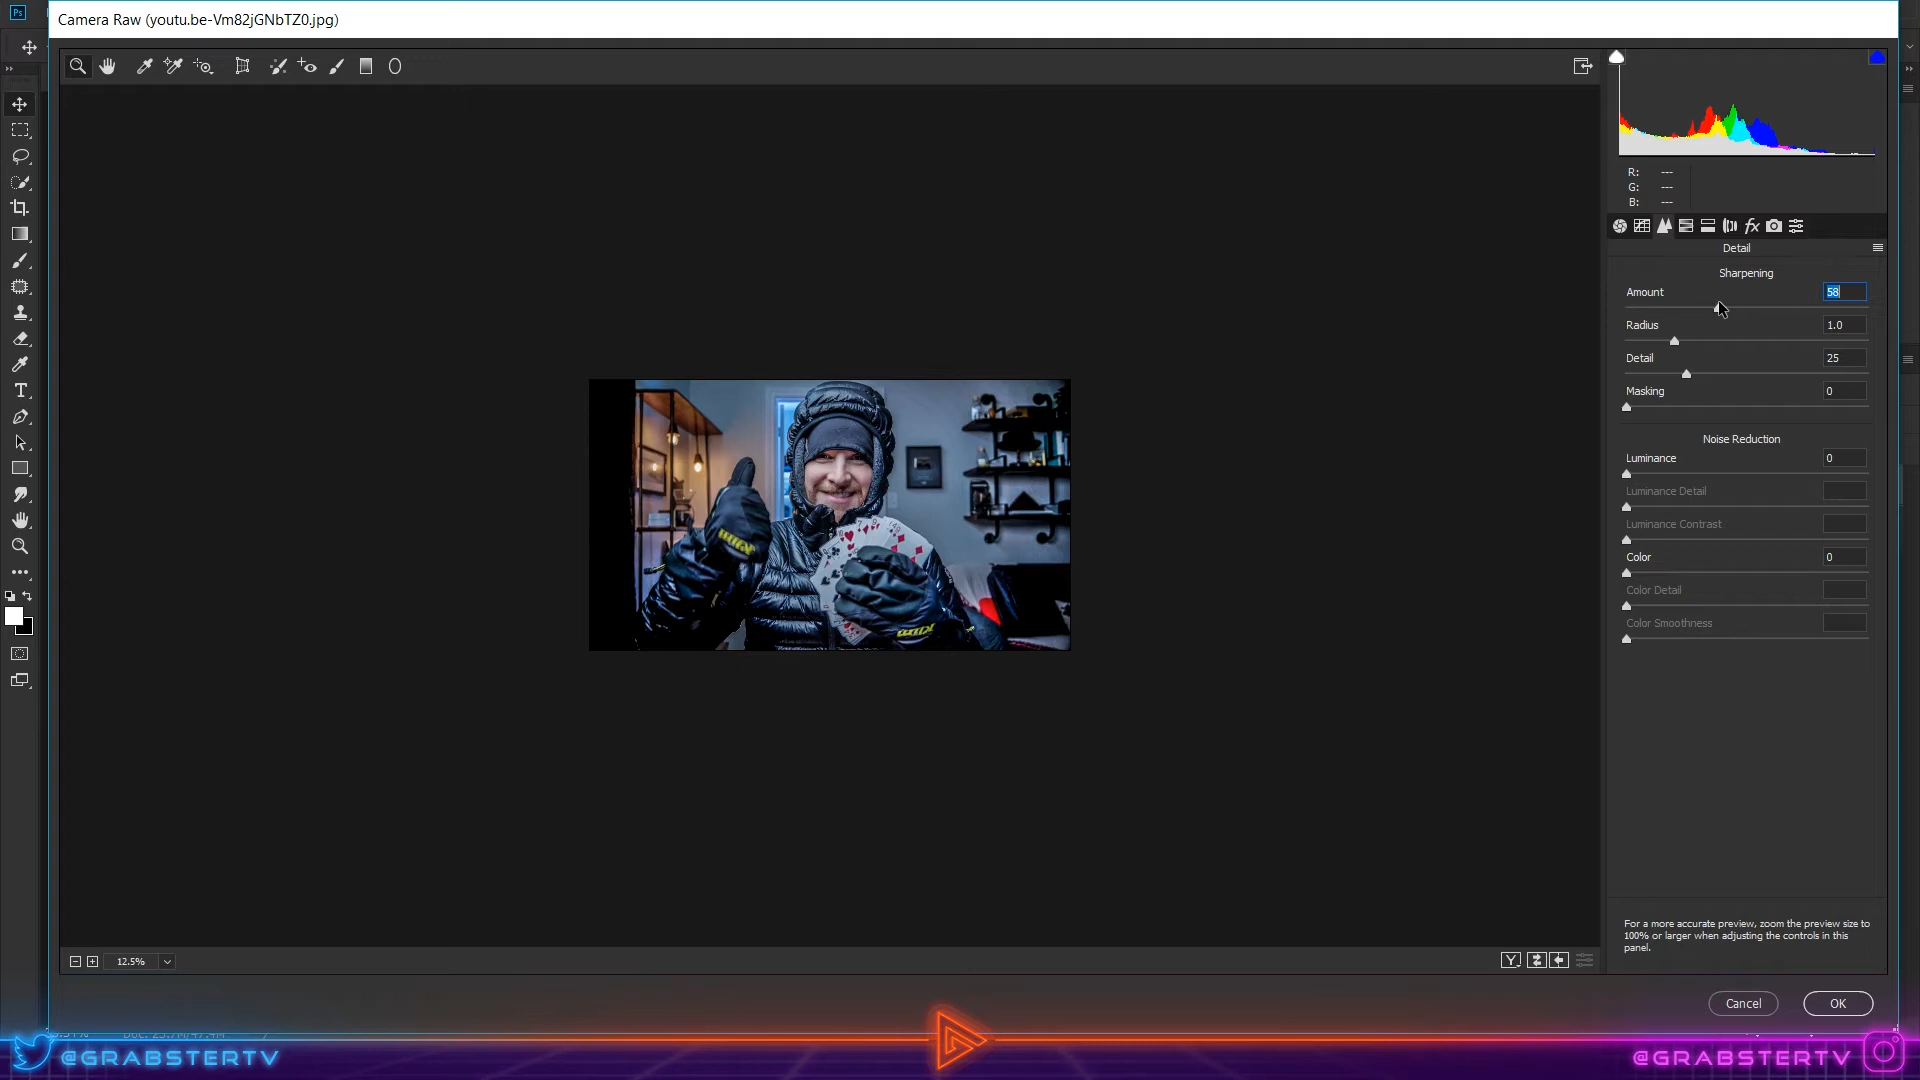 Ps
Camera Raw (youtu.be-Vm82jGNbTZ0.jpg)
R: ---
G: ---
B: ---
fx
Detail
Sharpening
Amount 58
Radius 1.0
Detail 25
Masking 0
Noise Reduction
Luminance 0
Luminance Detail
Luminance Contrast
Color 0
Color Detail
Color Smoothness
T
For a more accurate preview, zoom the preview size to
100% or larger when adjusting the controls in this
panel.
12.5%
Y
Cancel OK
@GRABSTERTV
@GRABSTERTV